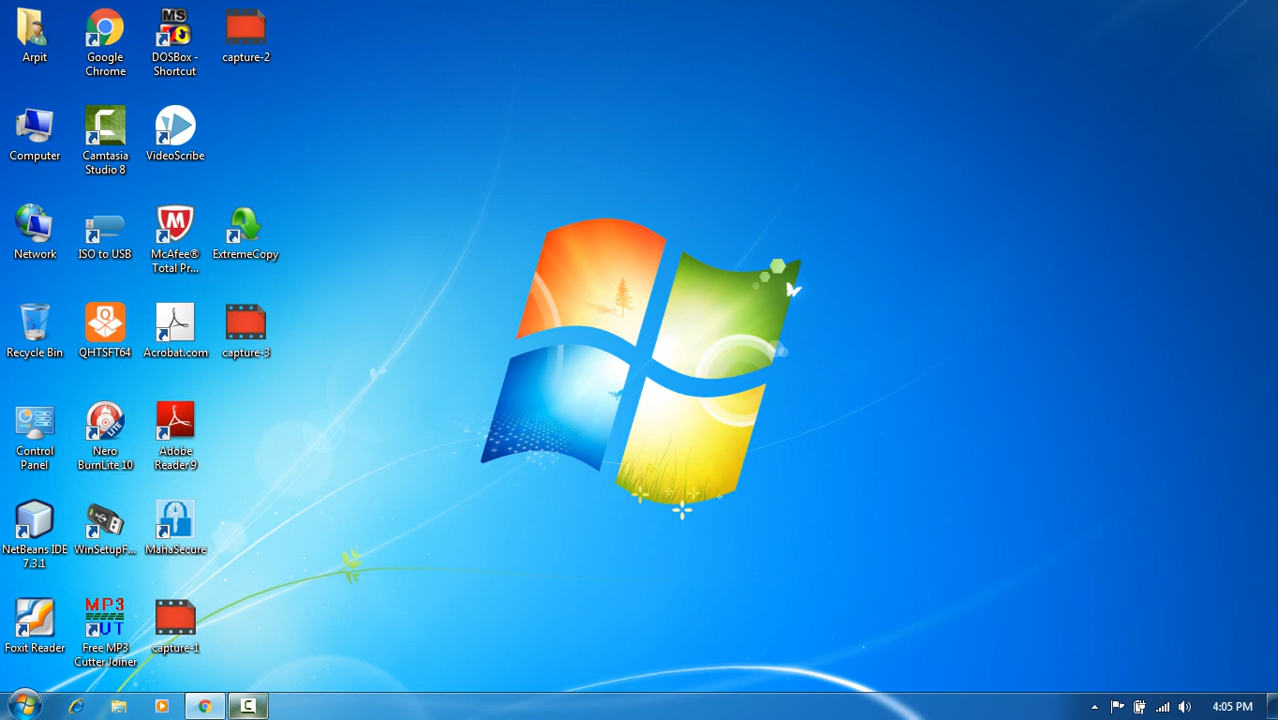 Arpit
Google
Chrome
DOSBox -
Shortcut
capture-2
Computer
Camtasia
Studio 8
VideoScribe
Network
ISO to USB
McAfee®
Total Pr...
ExtremeCopy
Recycle Bin
QHTSFT64
Acrobat.com
capture-3
Control
Panel
Nero
BurnLite 10
Adobe
Reader 9
NetBeans IDE
7.3.1
WinSetupF...
MahaSecure
Foxit Reader
Free MP3
Cutter Joiner
capture-1
4:05 PM